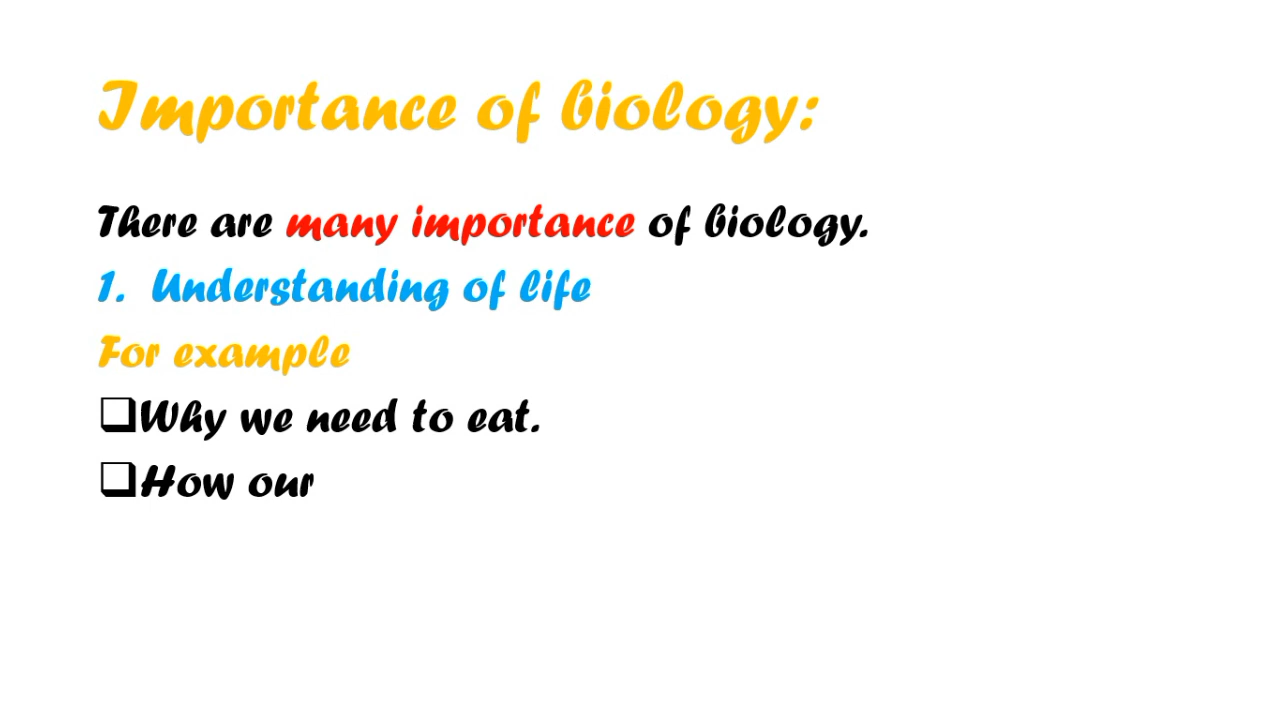 Importance of biology:
There are many importance of biology.
1. Understanding of life
For example
❑Why we need to eat.
❑How our